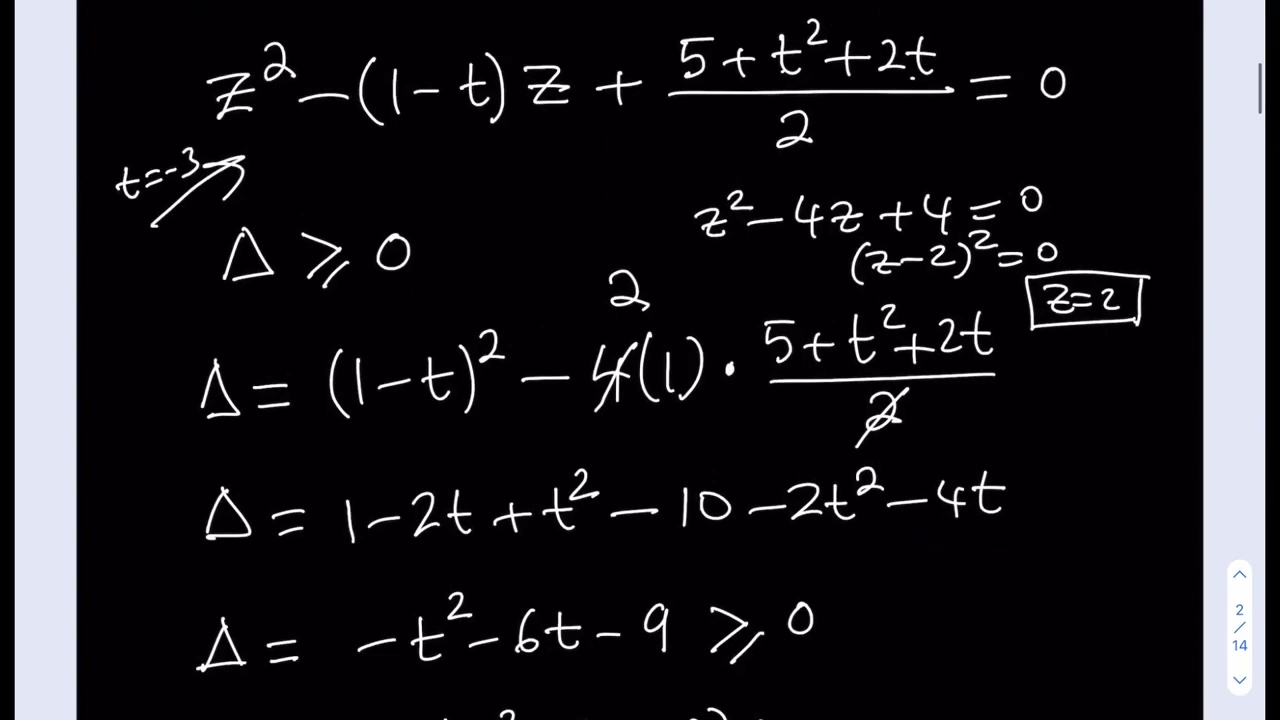 z² − (1 − t) z + (5 + t² + 2t)/2 = 0
t = −3
z² − 4z + 4 = 0
Δ ⩾ 0
(z − 2)² = 0
z = 2
2
Δ = (1 − t)² − 4(1) · (5 + t² + 2t)/2
Δ = 1 − 2t + t² − 10 − 2t² − 4t
Δ = −t² − 6t − 9 ⩾ 0
2
/
14